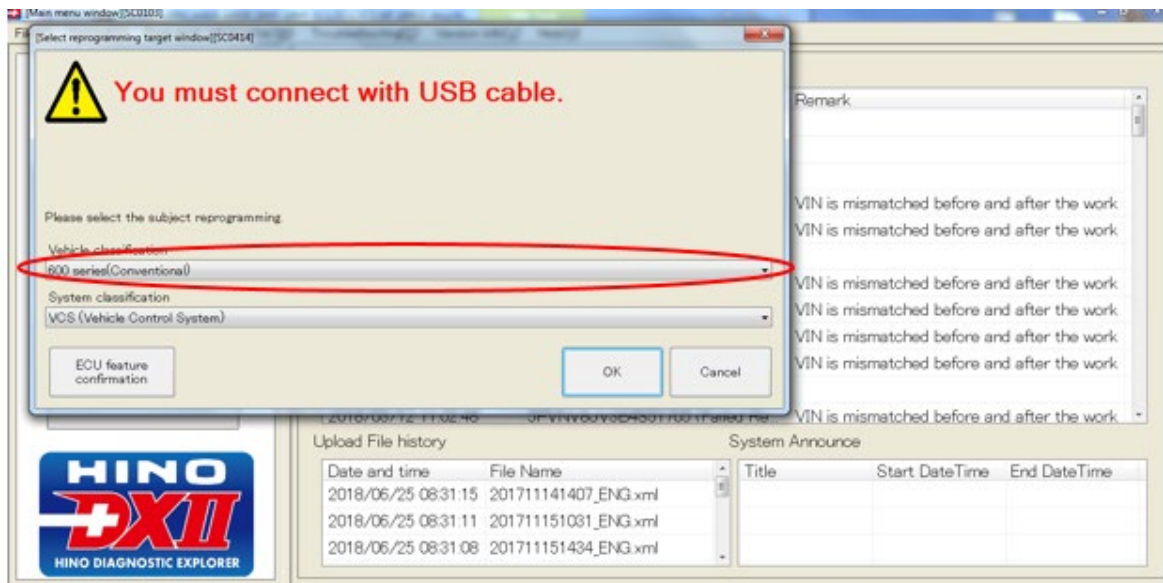 [Main menu window][SC0103]
[Select reprogramming target window][SC0414]
You must connect with USB cable.
Please select the subject reprogramming.
Vehicle classification
600 series(Conventional)
System classification
VCS (Vehicle Control System)
ECU feature
confirmation
OK
Cancel
Remark
VIN is mismatched before and after the work
VIN is mismatched before and after the work
VIN is mismatched before and after the work
VIN is mismatched before and after the work
VIN is mismatched before and after the work
VIN is mismatched before and after the work
VIN is mismatched before and after the work
Upload File history
Date and time File Name
2018/06/25 08:31:15 201711141407_ENG.xml
2018/06/25 08:31:11 201711151031_ENG.xml
2018/06/25 08:31:08 201711151434_ENG.xml
System Announce
Title Start DateTime End DateTime
HINO
DXII
HINO DIAGNOSTIC EXPLORER